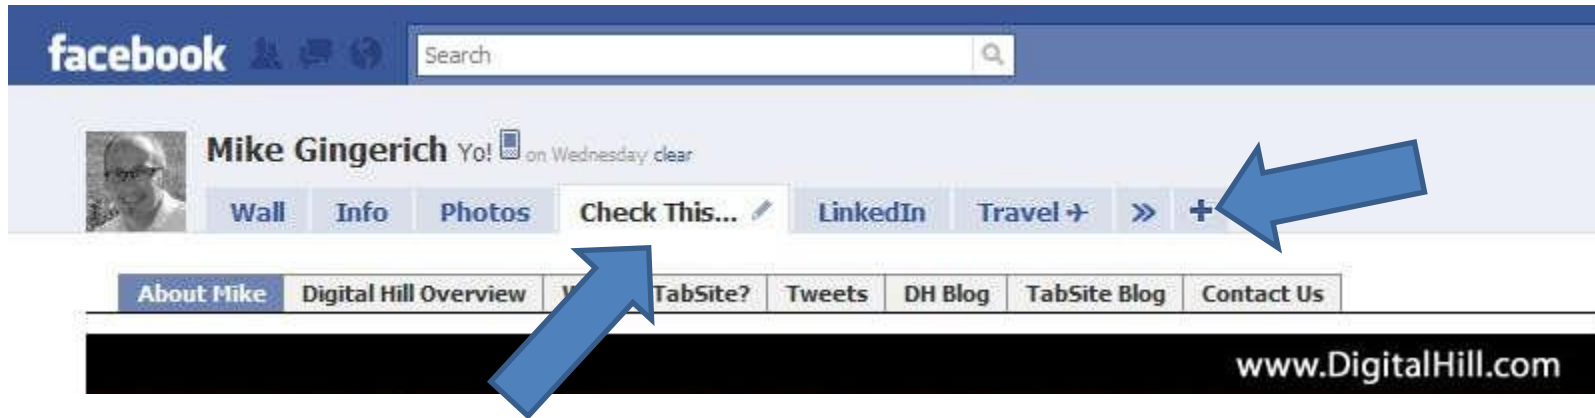 facebook Search
Mike Gingerich Yo! on Wednesday clear
Wall Info Photos Check This... LinkedIn Travel » +
About Mike Digital Hill Overview TabSite? Tweets DH Blog TabSite Blog Contact Us
www.DigitalHill.com